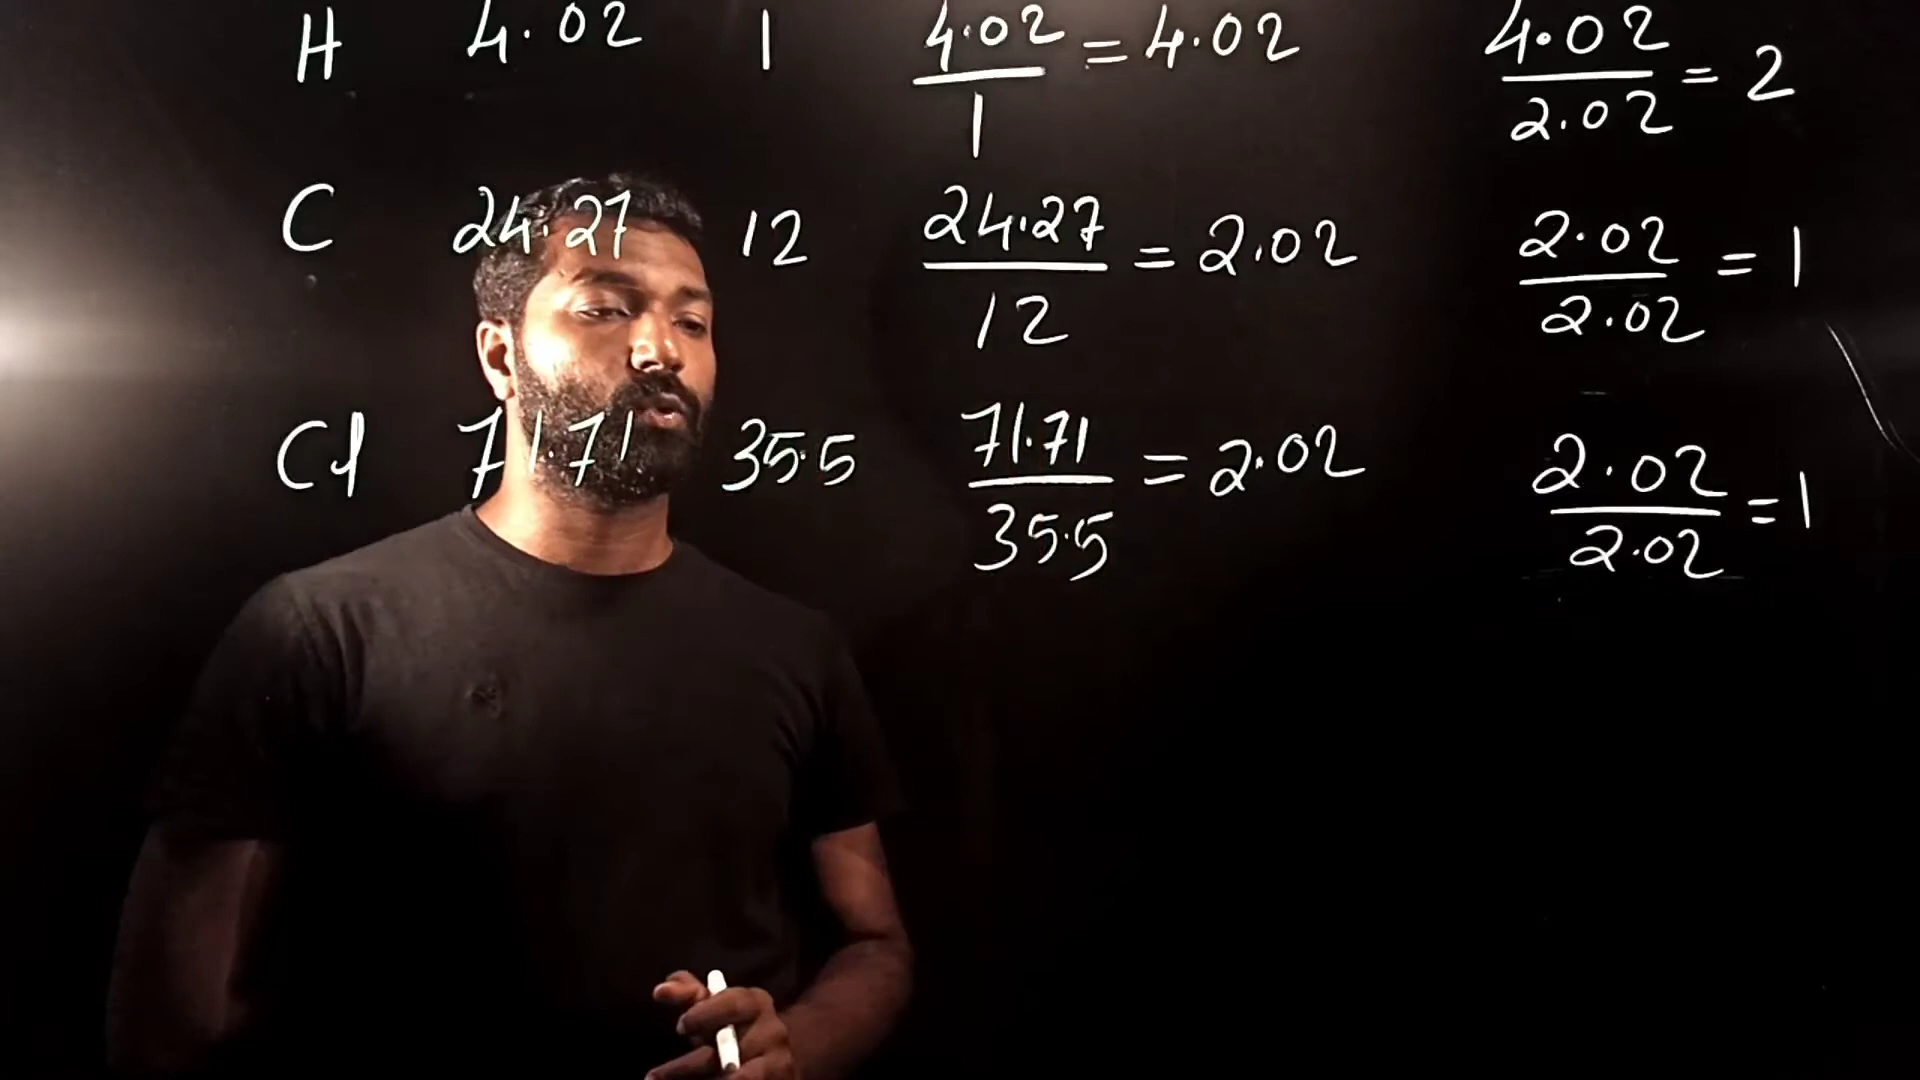 H 4.02 1 4.02/1 = 4.02 4.02/2.02 = 2
C 24.27 12 24.27/12 = 2.02 2.02/2.02 = 1
Cl 71.71 35.5 71.71/35.5 = 2.02 2.02/2.02 = 1